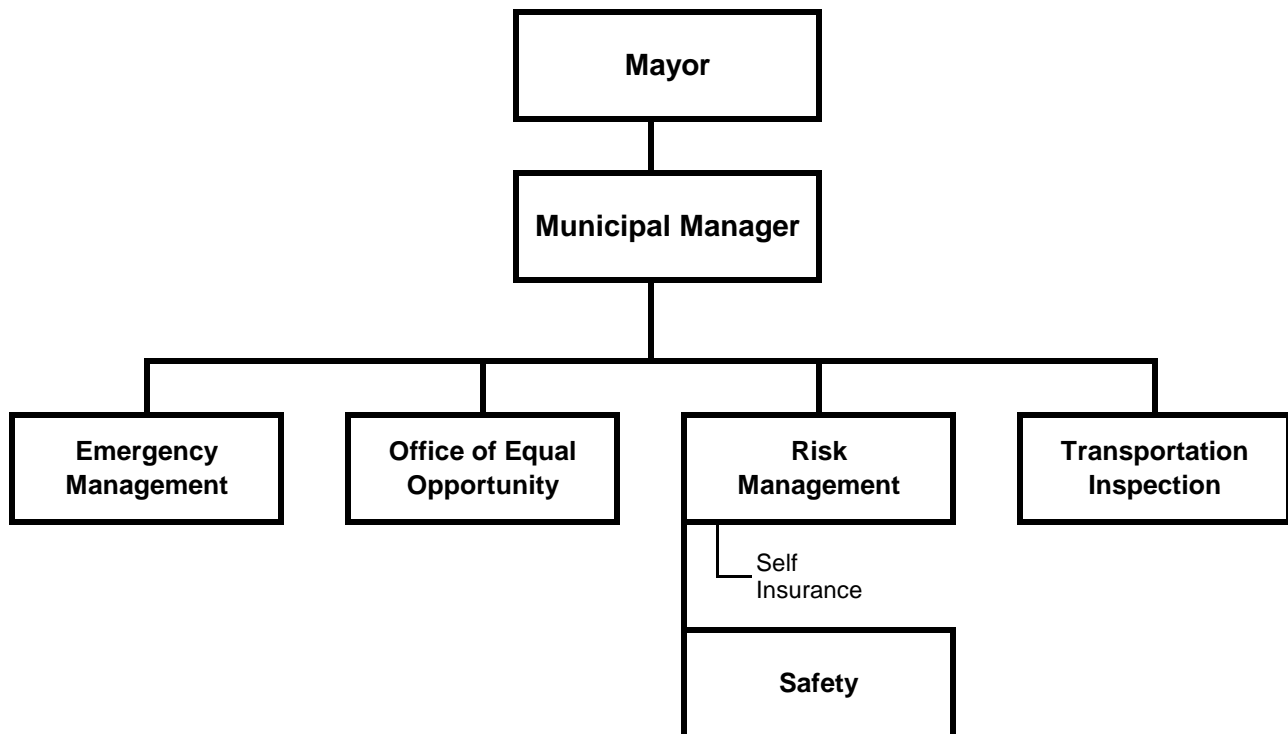 Mayor
Municipal Manager
Emergency
Management
Office of Equal
Opportunity
Risk
Management
Transportation
Inspection
Self
Insurance
Safety